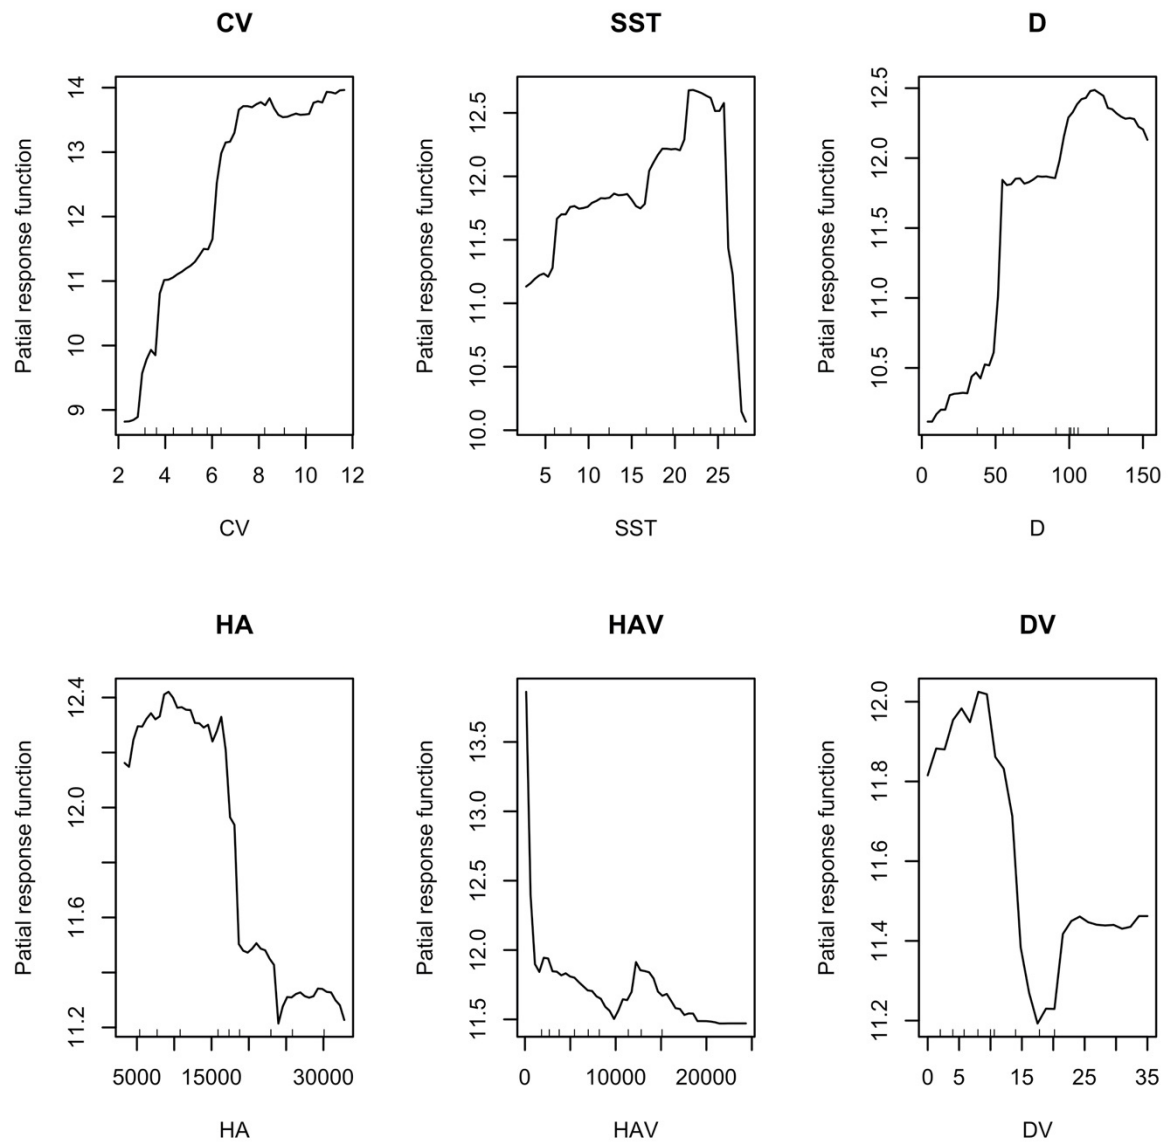 CV
SST
D
Patial response function
9 10 11 12 13 14
2 4 6 8 10 12
CV
Patial response function
10.0 10.5 11.0 11.5 12.0 12.5
5 10 15 20 25
SST
Patial response function
10.5 11.0 11.5 12.0 12.5
0 50 100 150
D
HA
HAV
DV
Patial response function
11.2 11.6 12.0 12.4
5000 15000 30000
HA
Patial response function
11.5 12.0 12.5 13.0 13.5
0 10000 20000
HAV
Patial response function
11.2 11.4 11.6 11.8 12.0
0 5 15 25 35
DV